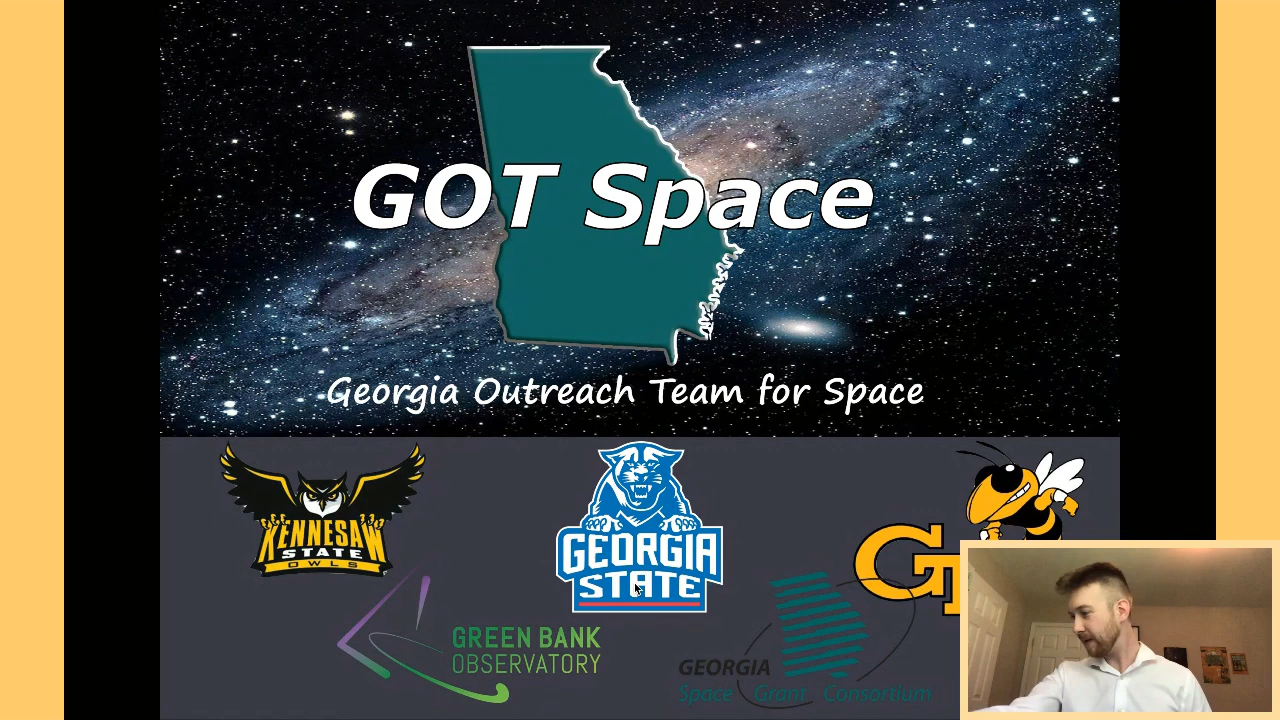 GOT Space
Georgia Outreach Team for Space
KENNESAW
STATE
OWLS
GEORGIA
STATE
GT
GREEN BANK
OBSERVATORY
GEORGIA
Space Grant Consortium